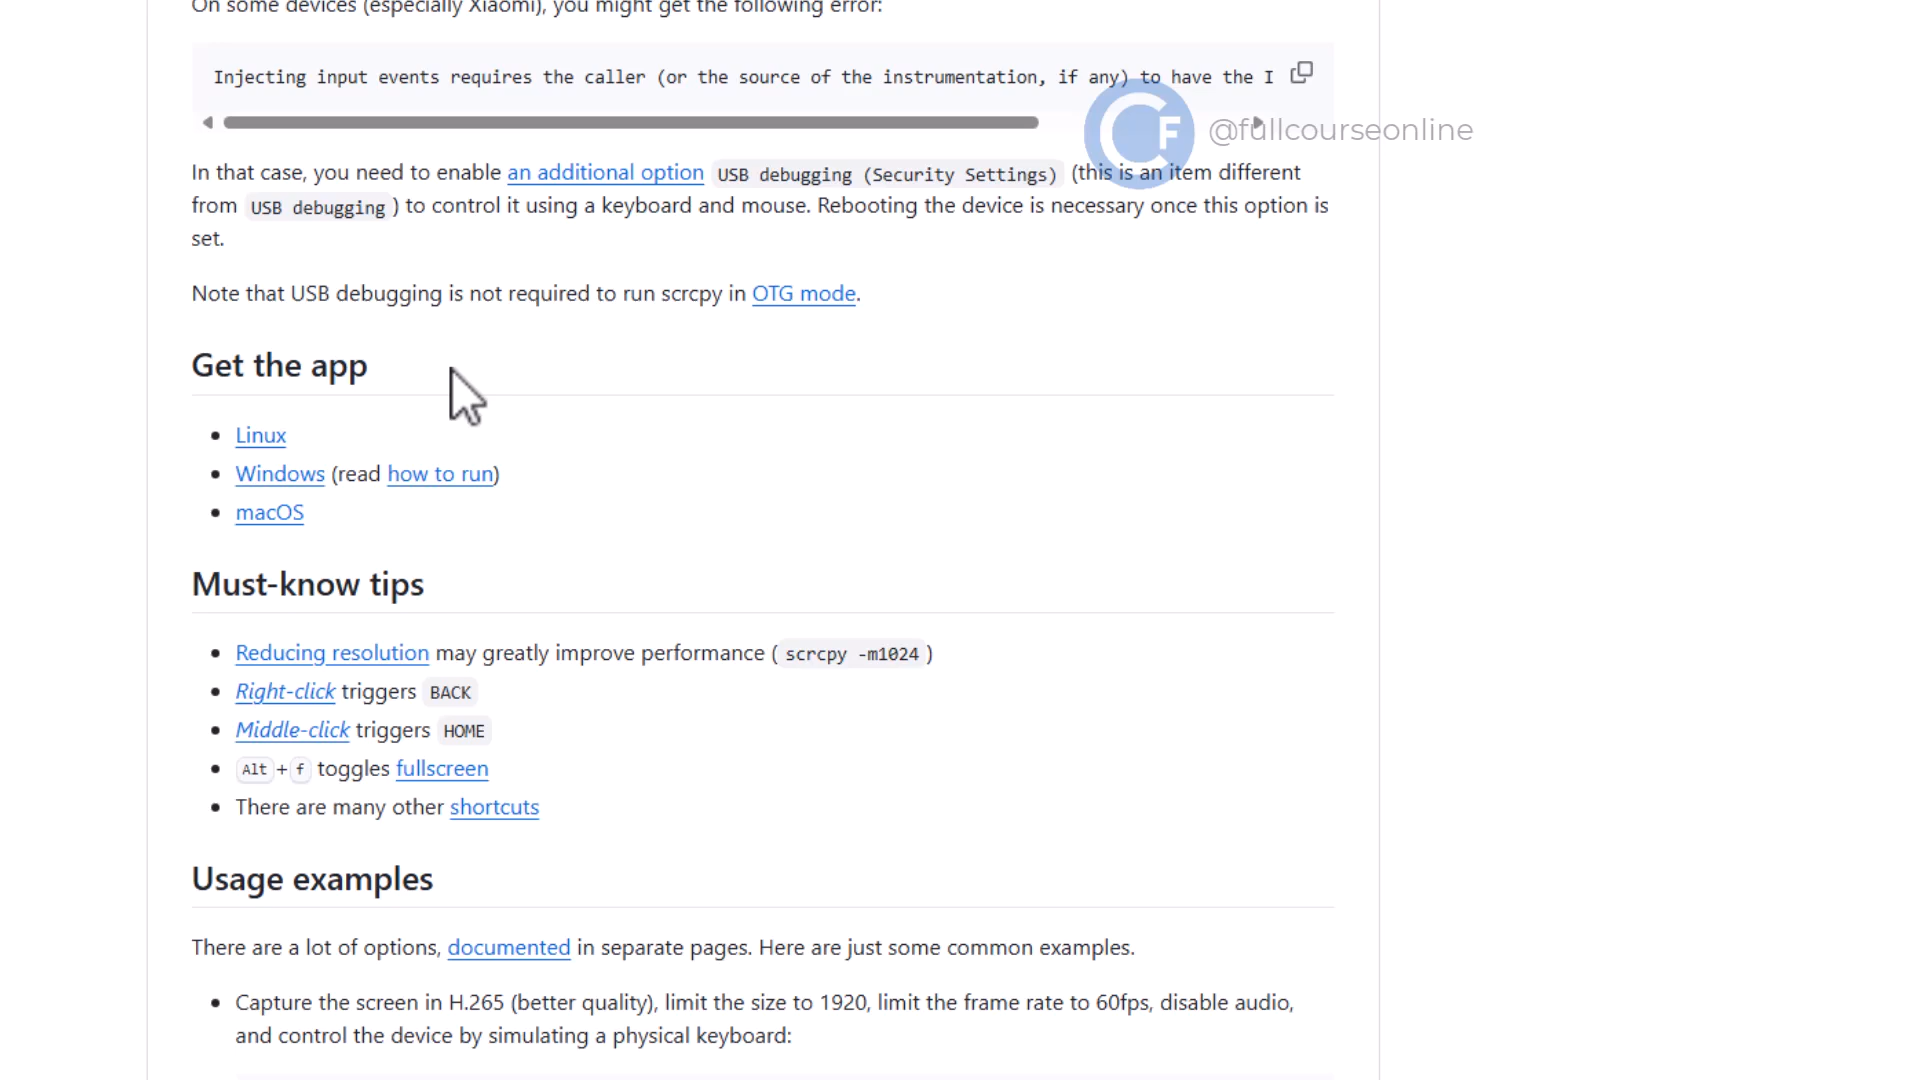 On some devices (especially Xiaomi), you might get the following error:
Injecting input events requires the caller (or the source of the instrumentation, if any) to have the I
CF @fullcourseonline
In that case, you need to enable an additional option USB debugging (Security Settings) (this is an item different
from USB debugging ) to control it using a keyboard and mouse. Rebooting the device is necessary once this option is
set.
Note that USB debugging is not required to run scrcpy in OTG mode.
Get the app
Linux
Windows (read how to run)
macOS
Must-know tips
Reducing resolution may greatly improve performance ( scrcpy -m1024 )
Right-click triggers BACK
Middle-click triggers HOME
Alt + f toggles fullscreen
There are many other shortcuts
Usage examples
There are a lot of options, documented in separate pages. Here are just some common examples.
Capture the screen in H.265 (better quality), limit the size to 1920, limit the frame rate to 60fps, disable audio,
and control the device by simulating a physical keyboard: